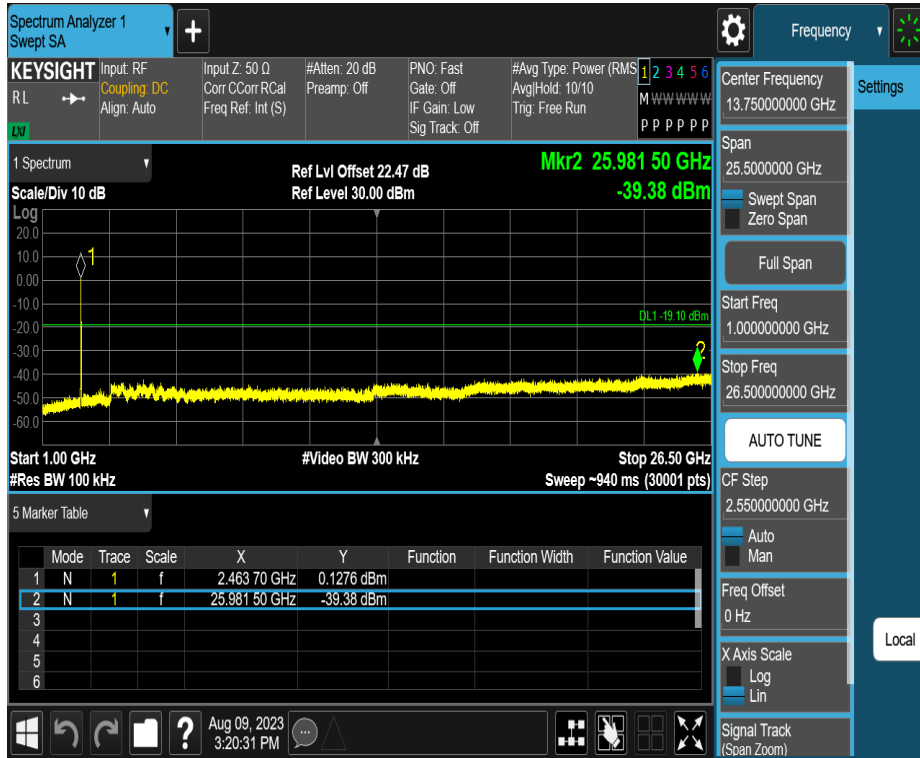 Spectrum Analyzer 1
Swept SA
+
Frequency
KEYSIGHT
R L
LXI
Input: RF
Coupling: DC
Align: Auto
Input Z: 50 Ω
Corr CCorr RCal
Freq Ref: Int (S)
#Atten: 20 dB
Preamp: Off
PNO: Fast
Gate: Off
IF Gain: Low
Sig Track: Off
#Avg Type: Power (RMS
Avg|Hold: 10/10
Trig: Free Run
1 2 3 4 5 6
M W W W W W
P P P P P P
1 Spectrum
Scale/Div 10 dB
Ref Lvl Offset 22.47 dB
Ref Level 30.00 dBm
Mkr2 25.981 50 GHz
-39.38 dBm
Log
20.0
10.0
0.00
-10.0
-20.0
-30.0
-40.0
-50.0
-60.0
1
DL1 -19.10 dBm
2
Start 1.00 GHz
#Video BW 300 kHz
Stop 26.50 GHz
#Res BW 100 kHz
Sweep ~940 ms (30001 pts)
5 Marker Table
Mode Trace Scale X Y Function Function Width Function Value
1 N 1 f 2.463 70 GHz 0.1276 dBm
2 N 1 f 25.981 50 GHz -39.38 dBm
3
4
5
6
?
Aug 09, 2023
3:20:31 PM
Center Frequency
13.750000000 GHz
Span
25.5000000 GHz
Swept Span
Zero Span
Full Span
Start Freq
1.000000000 GHz
Stop Freq
26.500000000 GHz
AUTO TUNE
CF Step
2.550000000 GHz
Auto
Man
Freq Offset
0 Hz
X Axis Scale
Log
Lin
Signal Track
(Span Zoom)
Settings
Local